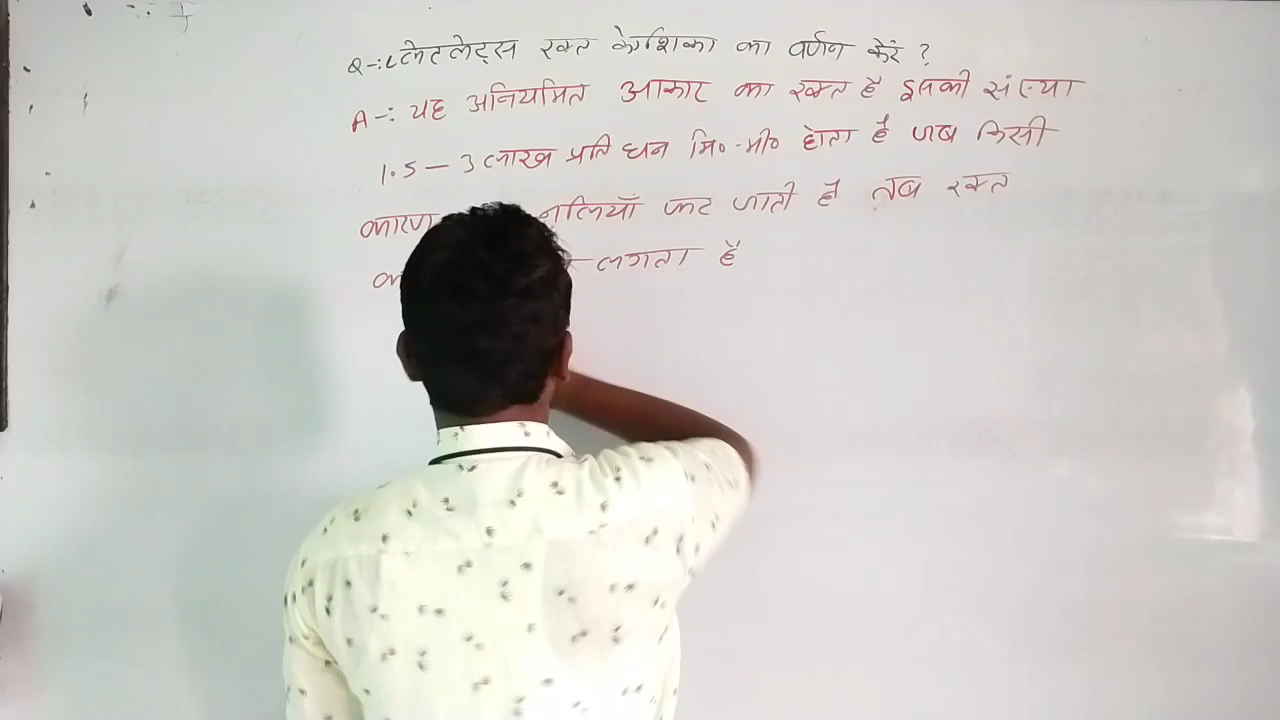 Q-: प्लेटलेट्स रक्त कोशिका का वर्णन करें ?
A-: यह अनियमित आकार का रक्त है इसकी संख्या
1.5 - 3 लाख प्रति घन मि० -मी० होता है जब किसी
कारण नलियाँ फट जाती है तब रक्त
लगता है